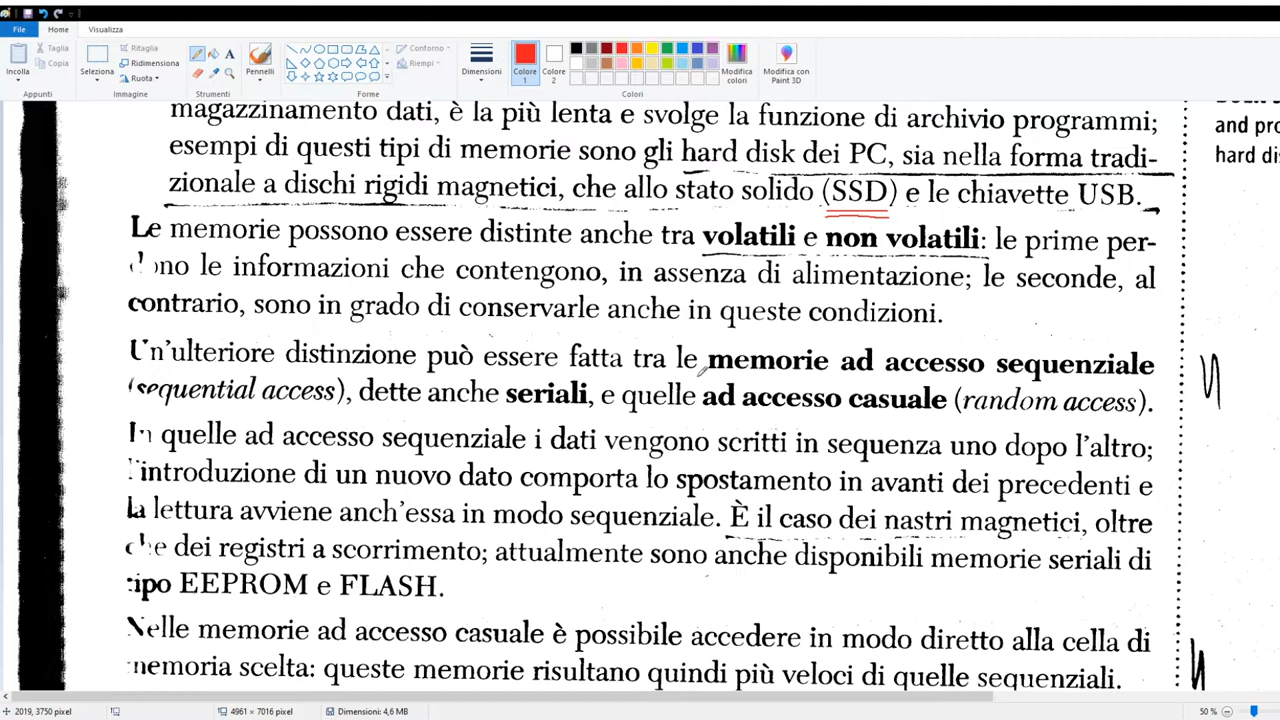 File
Home
Visualizza
Incolla
Taglia
Copia
Appunti
Seleziona
Ritaglia
Ridimensiona
Ruota
Immagine
Strumenti
Pennelli
Forme
Contorno
Riempi
Dimensioni
Colore
1
Colore
2
Colori
Modifica
colori
Modifica con
Paint 3D
magazzinamento dati, è la più lenta e svolge la funzione di archivio programmi;
esempi di questi tipi di memorie sono gli hard disk dei PC, sia nella forma tradi-
zionale a dischi rigidi magnetici, che allo stato solido (SSD) e le chiavette USB.
Le memorie possono essere distinte anche tra volatili e non volatili: le prime per-
dono le informazioni che contengono, in assenza di alimentazione; le seconde, al
contrario, sono in grado di conservarle anche in queste condizioni.
Un'ulteriore distinzione può essere fatta tra le memorie ad accesso sequenziale
(sequential access), dette anche seriali, e quelle ad accesso casuale (random access).
In quelle ad accesso sequenziale i dati vengono scritti in sequenza uno dopo l'altro;
l'introduzione di un nuovo dato comporta lo spostamento in avanti dei precedenti e
la lettura avviene anch'essa in modo sequenziale. È il caso dei nastri magnetici, oltre
che dei registri a scorrimento; attualmente sono anche disponibili memorie seriali di
tipo EEPROM e FLASH.
Nelle memorie ad accesso casuale è possibile accedere in modo diretto alla cella di
memoria scelta: queste memorie risultano quindi più veloci di quelle sequenziali.
and pro
hard di
2019, 3750 pixel
4961 × 7016 pixel
Dimensioni: 4,6 MB
50 %